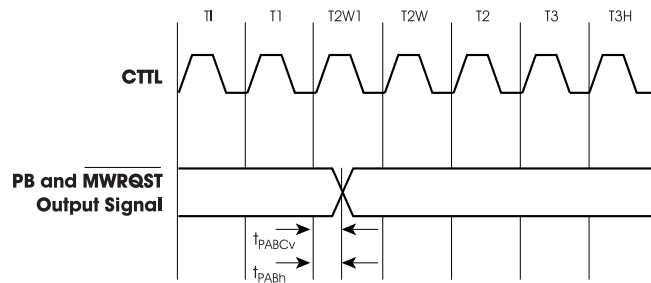 TI T1 T2W1 T2W T2 T3 T3H
CTTL
PB and MWRQST
Output Signal
tPABCv
tPABh